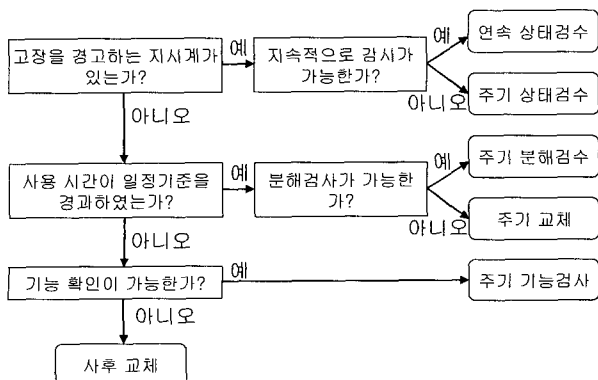 고장을 경고하는 지시계가
있는가?
예
지속적으로 감시가
가능한가?
예
연속 상태검수
아니오
주기 상태검수
아니오
사용 시간이 일정기준을
경과하였는가?
예
분해검사가 가능한
가?
예
주기 분해검수
아니오
주기 교체
아니오
기능 확인이 가능한가?
예
주기 기능검사
아니오
사후 교체